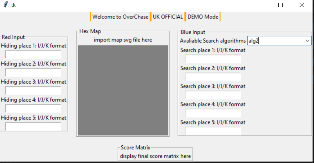 tk
Welcome to OverChase UK OFFICIAL DEMO Mode
Red Input
Hiding place 1: I/J/K format
Hiding place 2: I/J/K format
Hiding place 3: I/J/K format
Hiding place 4: I/J/K format
Hiding place 5: I/J/K format
Hex Map
import map svg file here
Blue Input
Available Search algorithms alg2
Search place 1: I/J/K format
Search place 2: I/J/K format
Search place 3: I/J/K format
Search place 4: I/J/K format
Search place 5: I/J/K format
Score Matrix
display final score matrix here